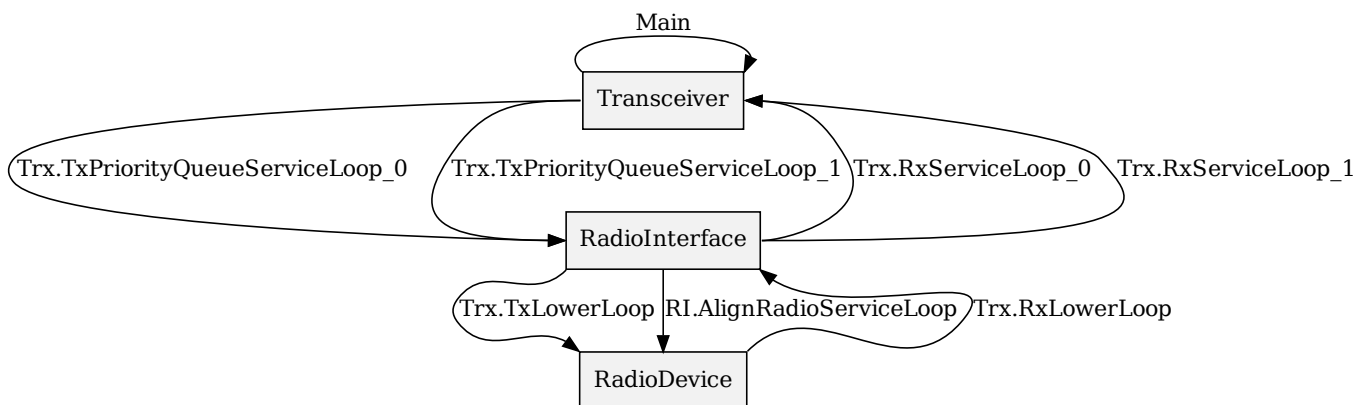 Main
Transceiver
Trx.TxPriorityQueueServiceLoop_0
Trx.TxPriorityQueueServiceLoop_1
Trx.RxServiceLoop_0
Trx.RxServiceLoop_1
RadioInterface
Trx.TxLowerLoop
RI.AlignRadioServiceLoop
Trx.RxLowerLoop
RadioDevice